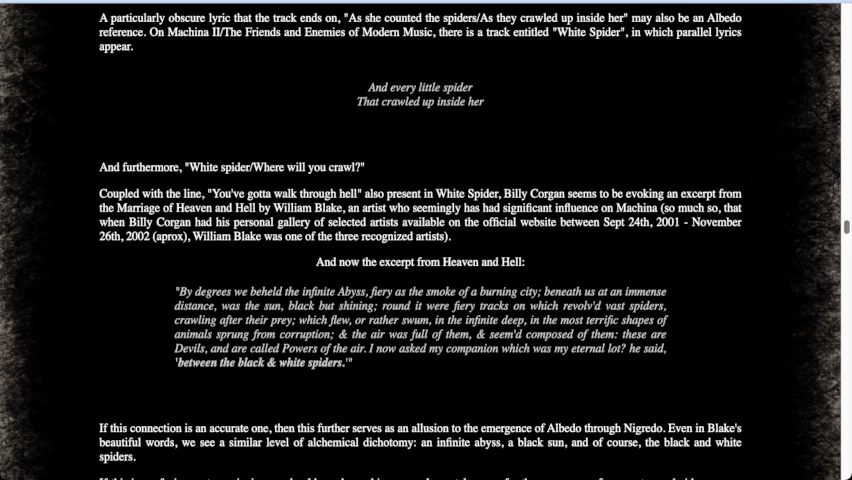 A particularly obscure lyric that the track ends on, "As she counted the spiders/As they crawled up inside her" may also be an Albedo
reference. On Machina II/The Friends and Enemies of Modern Music, there is a track entitled "White Spider", in which parallel lyrics
appear.
And every little spider
That crawled up inside her
And furthermore, "White spider/Where will you crawl?"
Coupled with the line, "You've gotta walk through hell" also present in White Spider, Billy Corgan seems to be evoking an excerpt from
the Marriage of Heaven and Hell by William Blake, an artist who seemingly has had significant influence on Machina (so much so, that
when Billy Corgan had his personal gallery of selected artists available on the official website between Sept 24th, 2001 - November
26th, 2002 (aprox), William Blake was one of the three recognized artists).
And now the excerpt from Heaven and Hell:
"By degrees we beheld the infinite Abyss, fiery as the smoke of a burning city; beneath us at an immense
distance, was the sun, black but shining; round it were fiery tracks on which revolv'd vast spiders,
crawling after their prey; which flew, or rather swum, in the infinite deep, in the most terrific shapes of
animals sprung from corruption; & the air was full of them, & seem'd composed of them: these are
Devils, and are called Powers of the air. I now asked my companion which was my eternal lot? he said,
'between the black & white spiders.'"
If this connection is an accurate one, then this further serves as an allusion to the emergence of Albedo through Nigredo. Even in Blake's
beautiful words, we see a similar level of alchemical dichotomy: an infinite abyss, a black sun, and of course, the black and white
spiders.